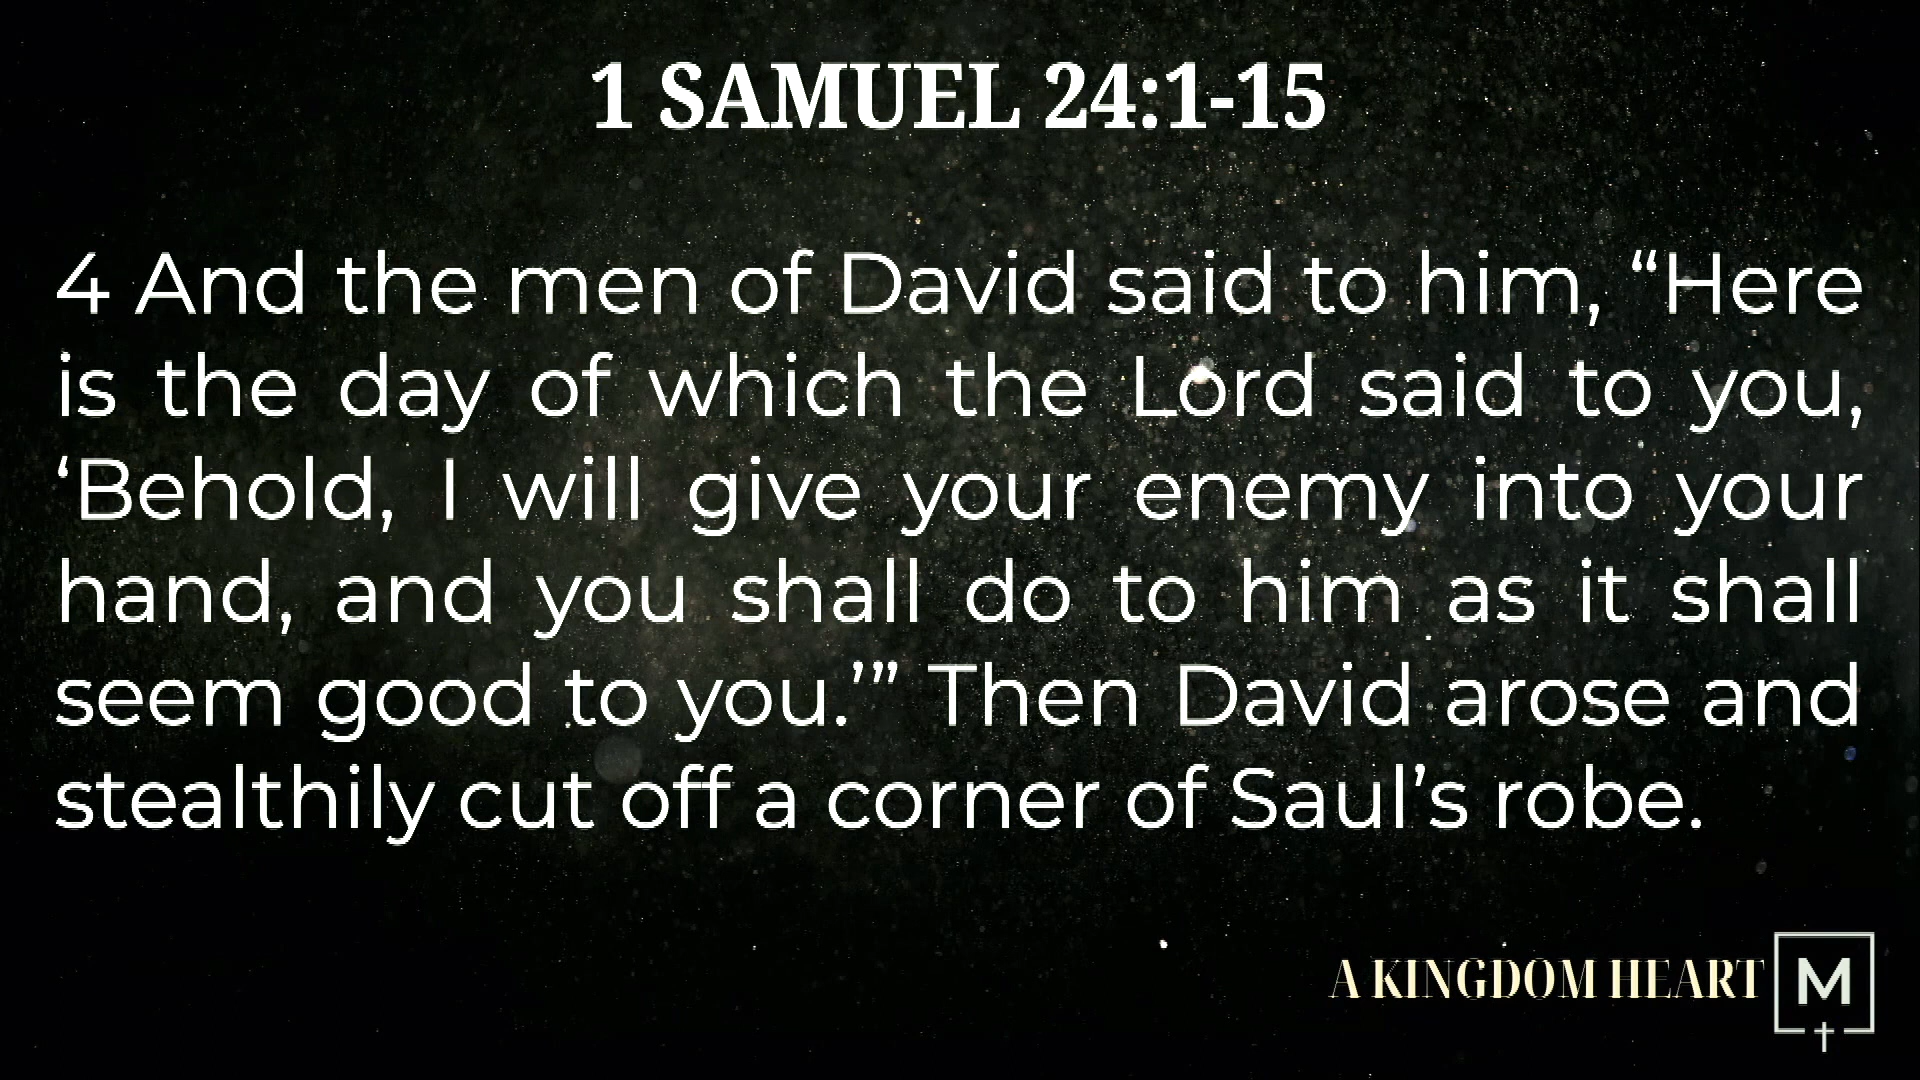 1 SAMUEL 24:1-15
4 And the men of David said to him, “Here
is the day of which the Lord said to you,
‘Behold, I will give your enemy into your
hand, and you shall do to him as it shall
seem good to you.’” Then David arose and
stealthily cut off a corner of Saul’s robe.
A KINGDOM HEART
M